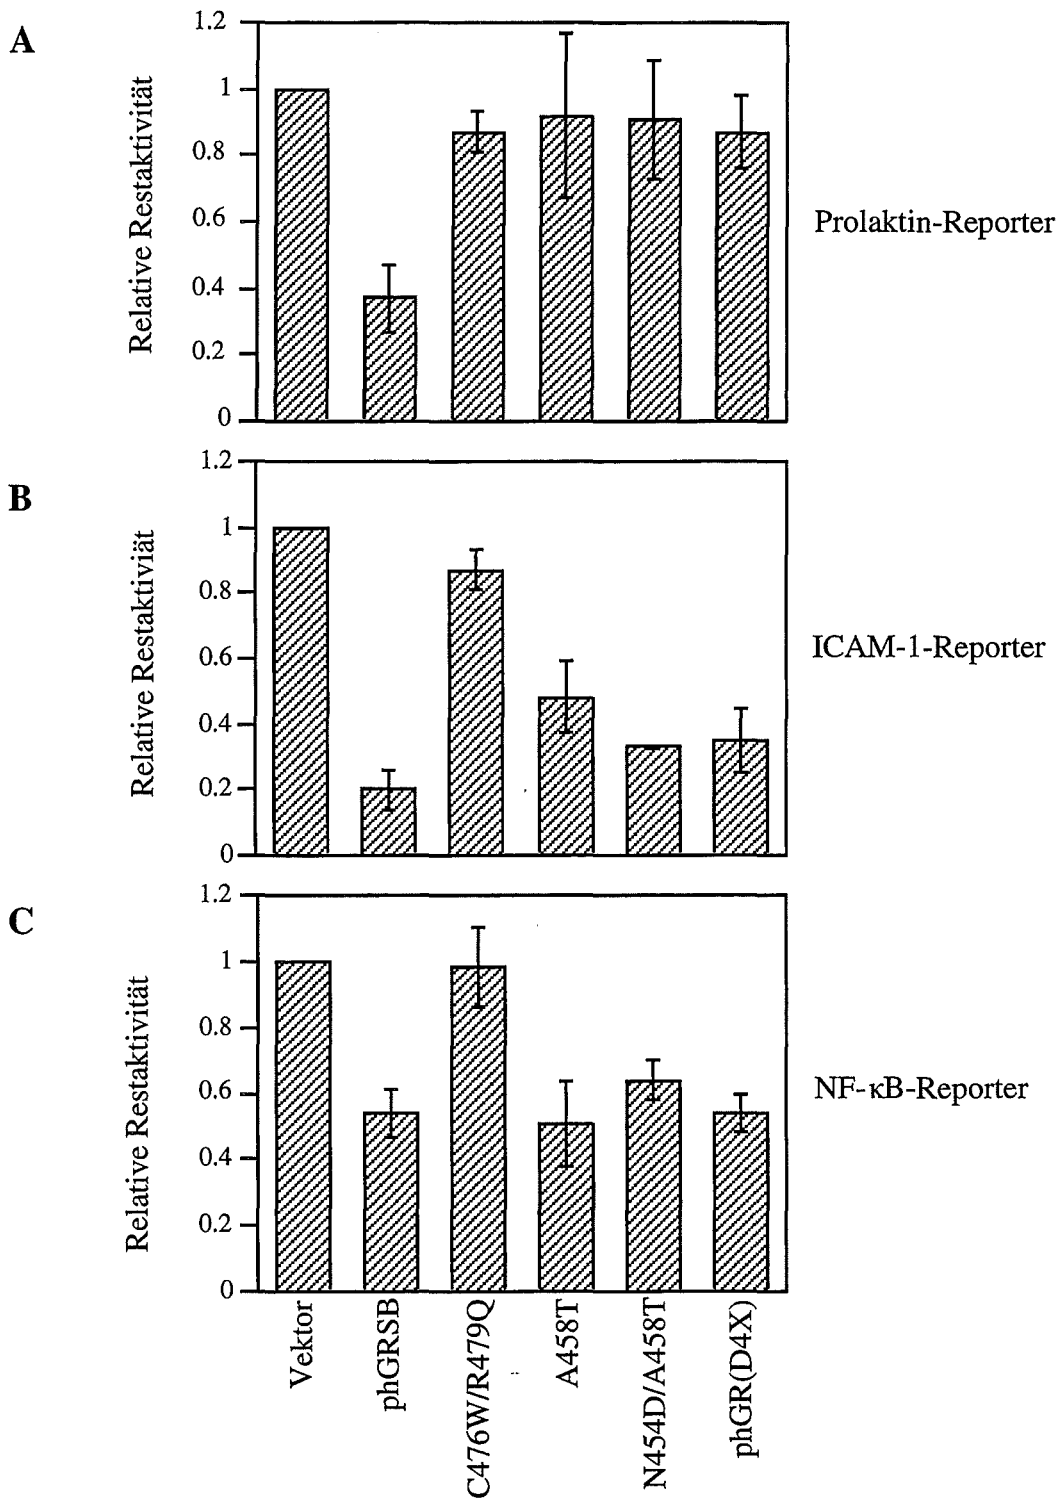 A
Relative Restaktivität
1.2
1
0.8
0.6
0.4
0.2
0
Prolaktin-Reporter
B
Relative Restaktiviät
1.2
1
0.8
0.6
0.4
0.2
0
ICAM-1-Reporter
C
Relative Restaktivität
1.2
1
0.8
0.6
0.4
0.2
0
NF-κB-Reporter
Vektor
phGRSB
C476W/R479Q
A458T
N454D/A458T
phGR(D4X)